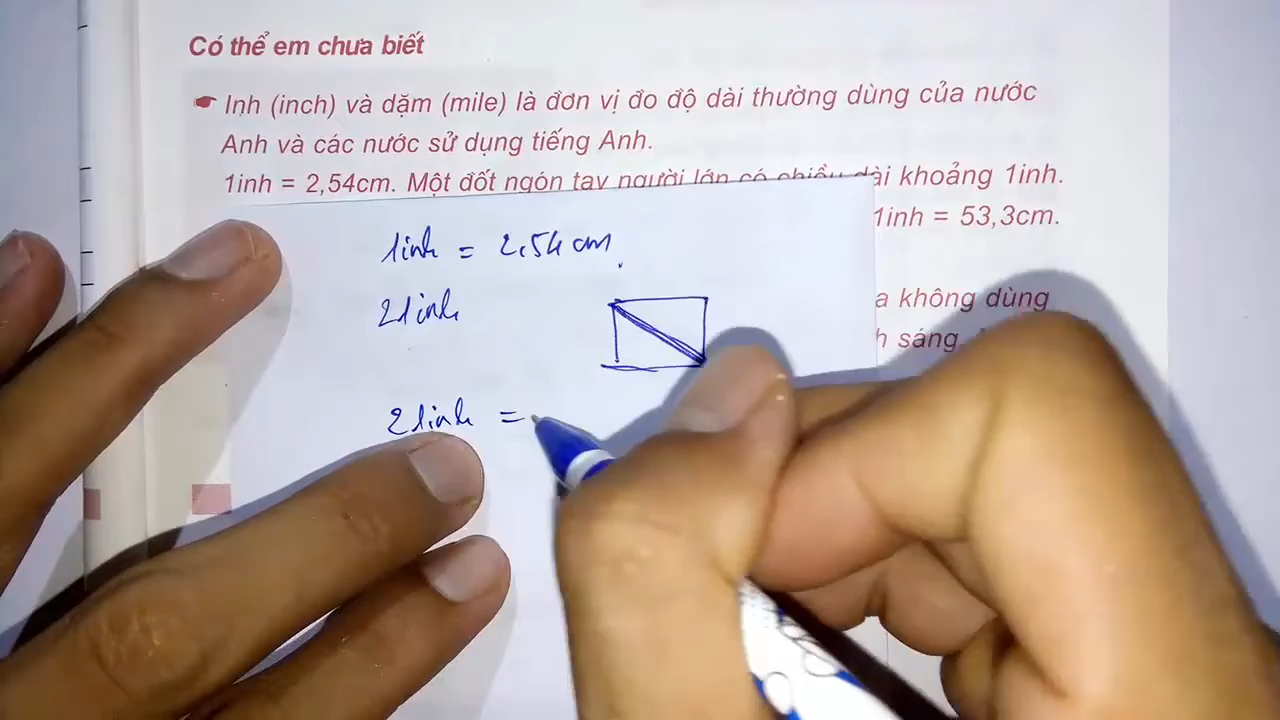 Có thể em chưa biết
Inh (inch) và dặm (mile) là đơn vị đo độ dài thường dùng của nước
Anh và các nước sử dụng tiếng Anh.
1inh = 2,54cm. Một đốt ngón tay người lớn có chiều dài khoảng 1inh.
1inh = 53,3cm.
a không dùng
h sáng
1inh = 2,54 cm
21inh
21inh =